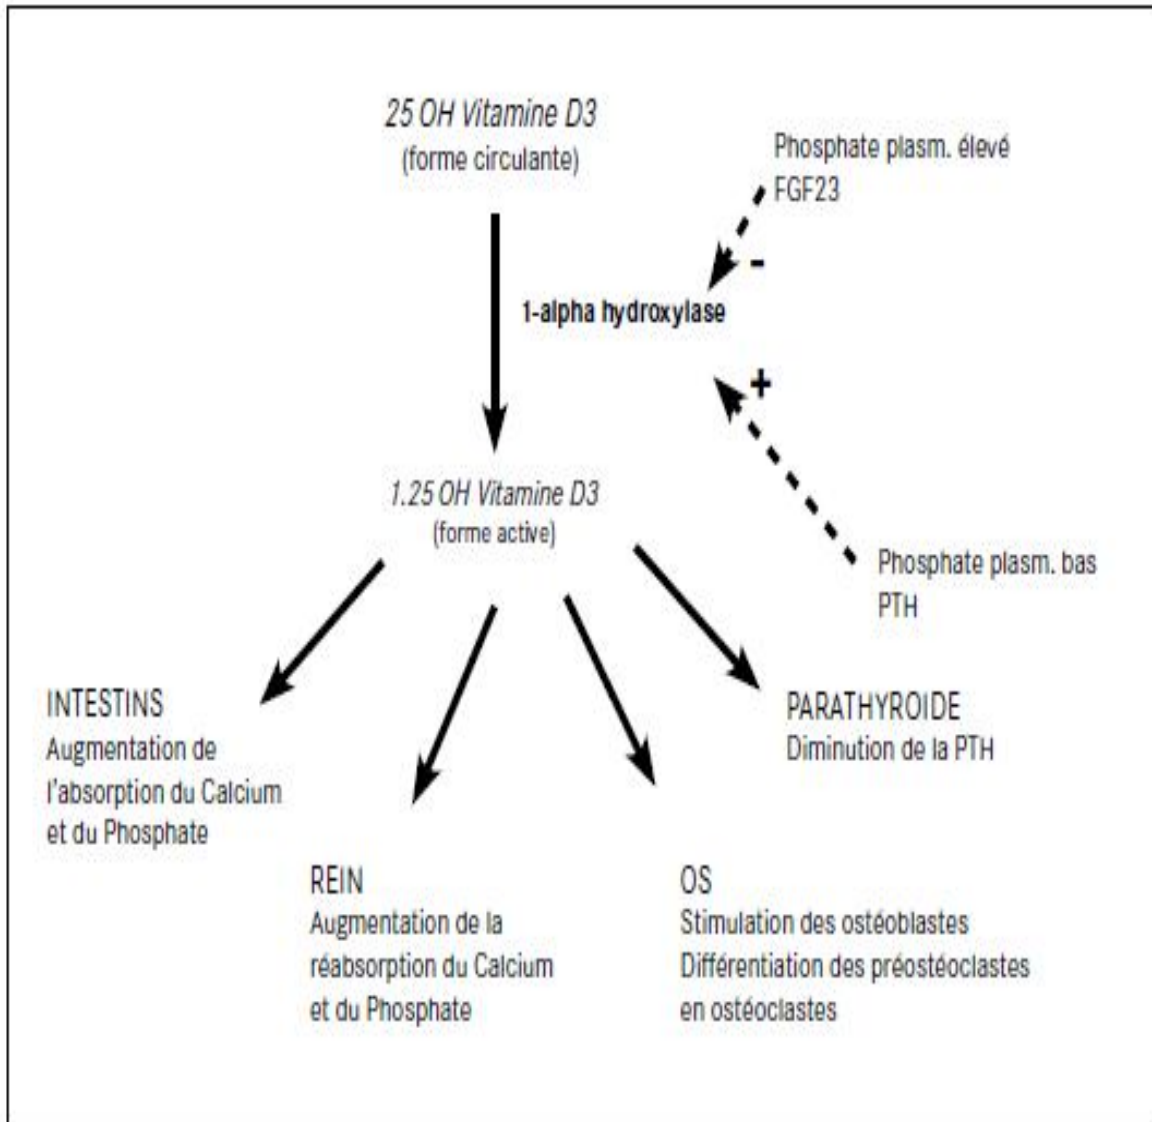 25 OH Vitamine D3
(forme circulante)
Phosphate plasm. élevé
FGF23
-
1-alpha hydroxylase
+
1.25 OH Vitamine D3
(forme active)
Phosphate plasm. bas
PTH
INTESTINS
Augmentation de
l'absorption du Calcium
et du Phosphate
PARATHYROIDE
Diminution de la PTH
REIN
Augmentation de la
réabsorption du Calcium
et du Phosphate
OS
Stimulation des ostéoblastes
Différentiation des préostéoclastes
en ostéoclastes